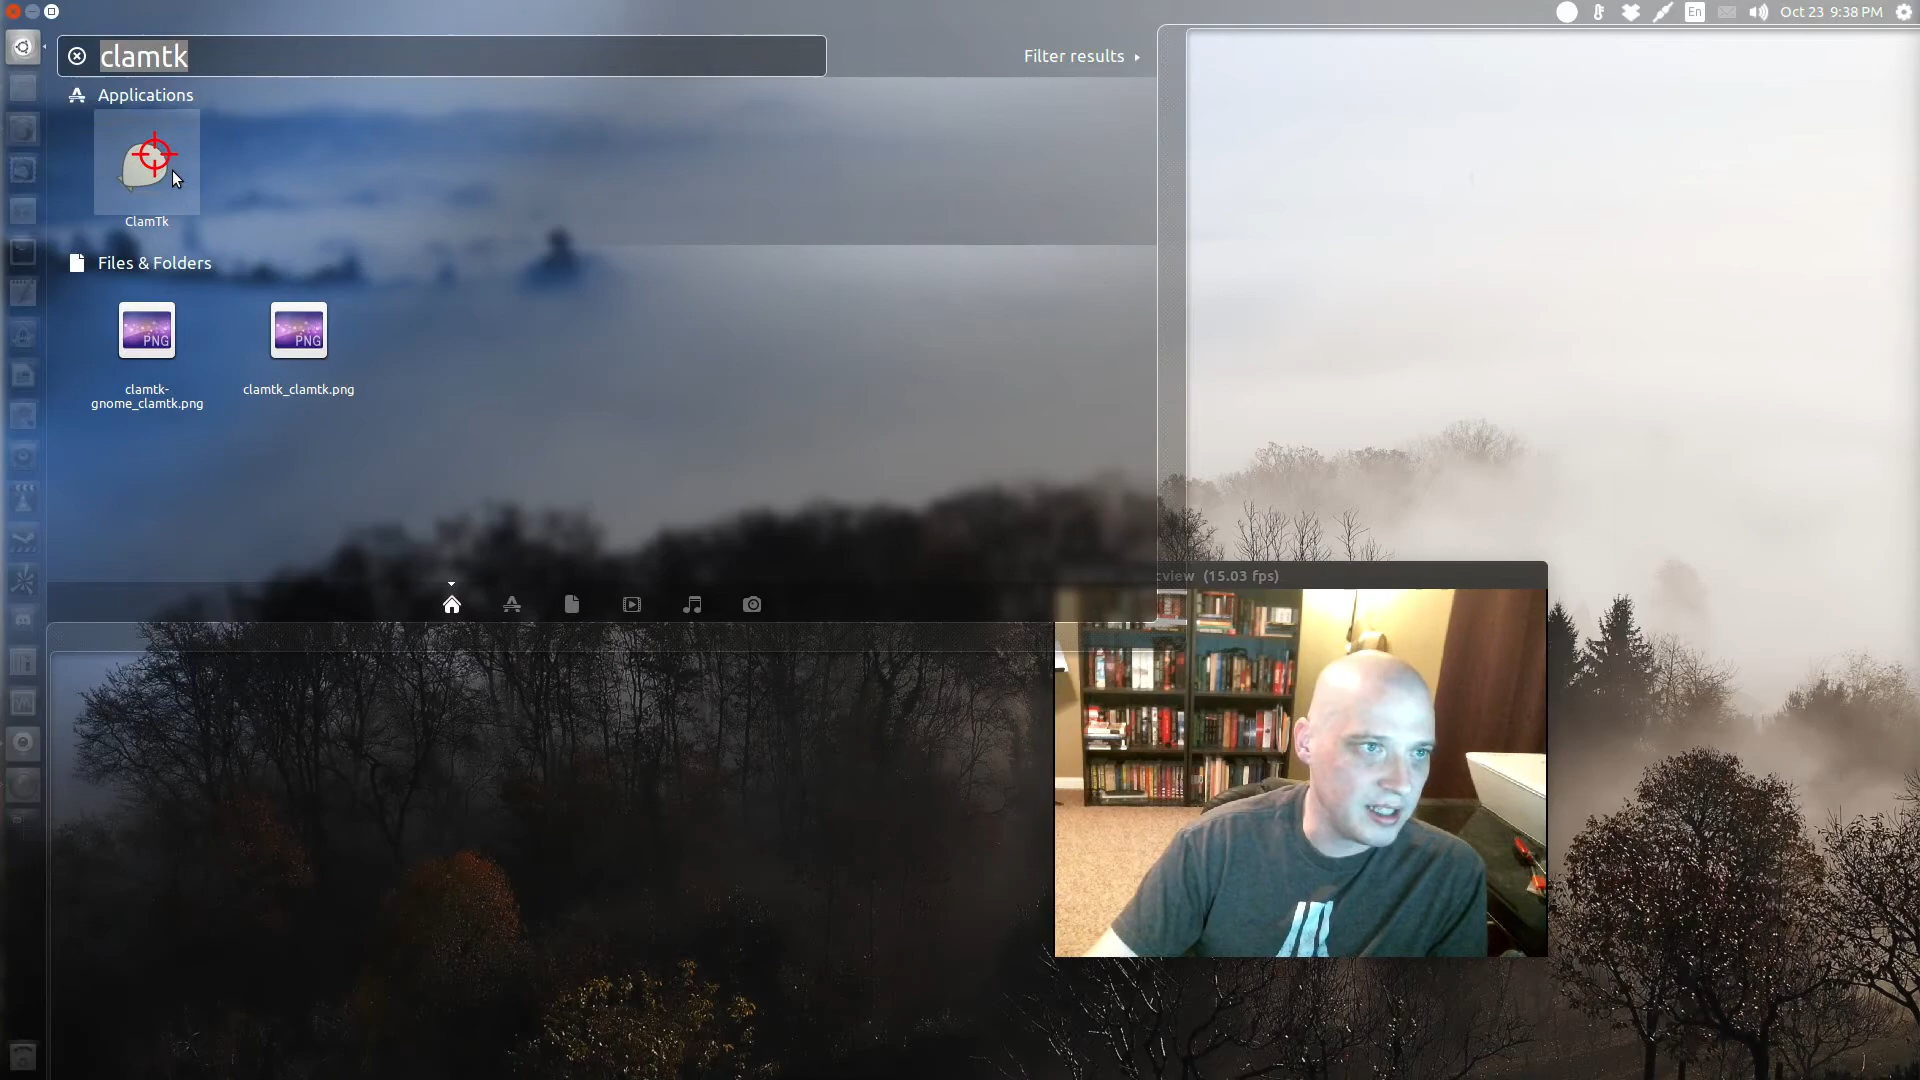 En
Oct 23 9:38 PM
clamtk
Filter results
Applications
ClamTk
Files & Folders
PNG
PNG
clamtk-
gnome_clamtk.png
clamtk_clamtk.png
(15.03 fps)